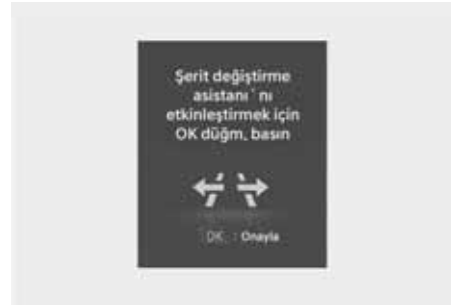 Şerit değiştirme
asistanı`nı
etkinleştirmek için
OK düğm. basın
OK : Onayla